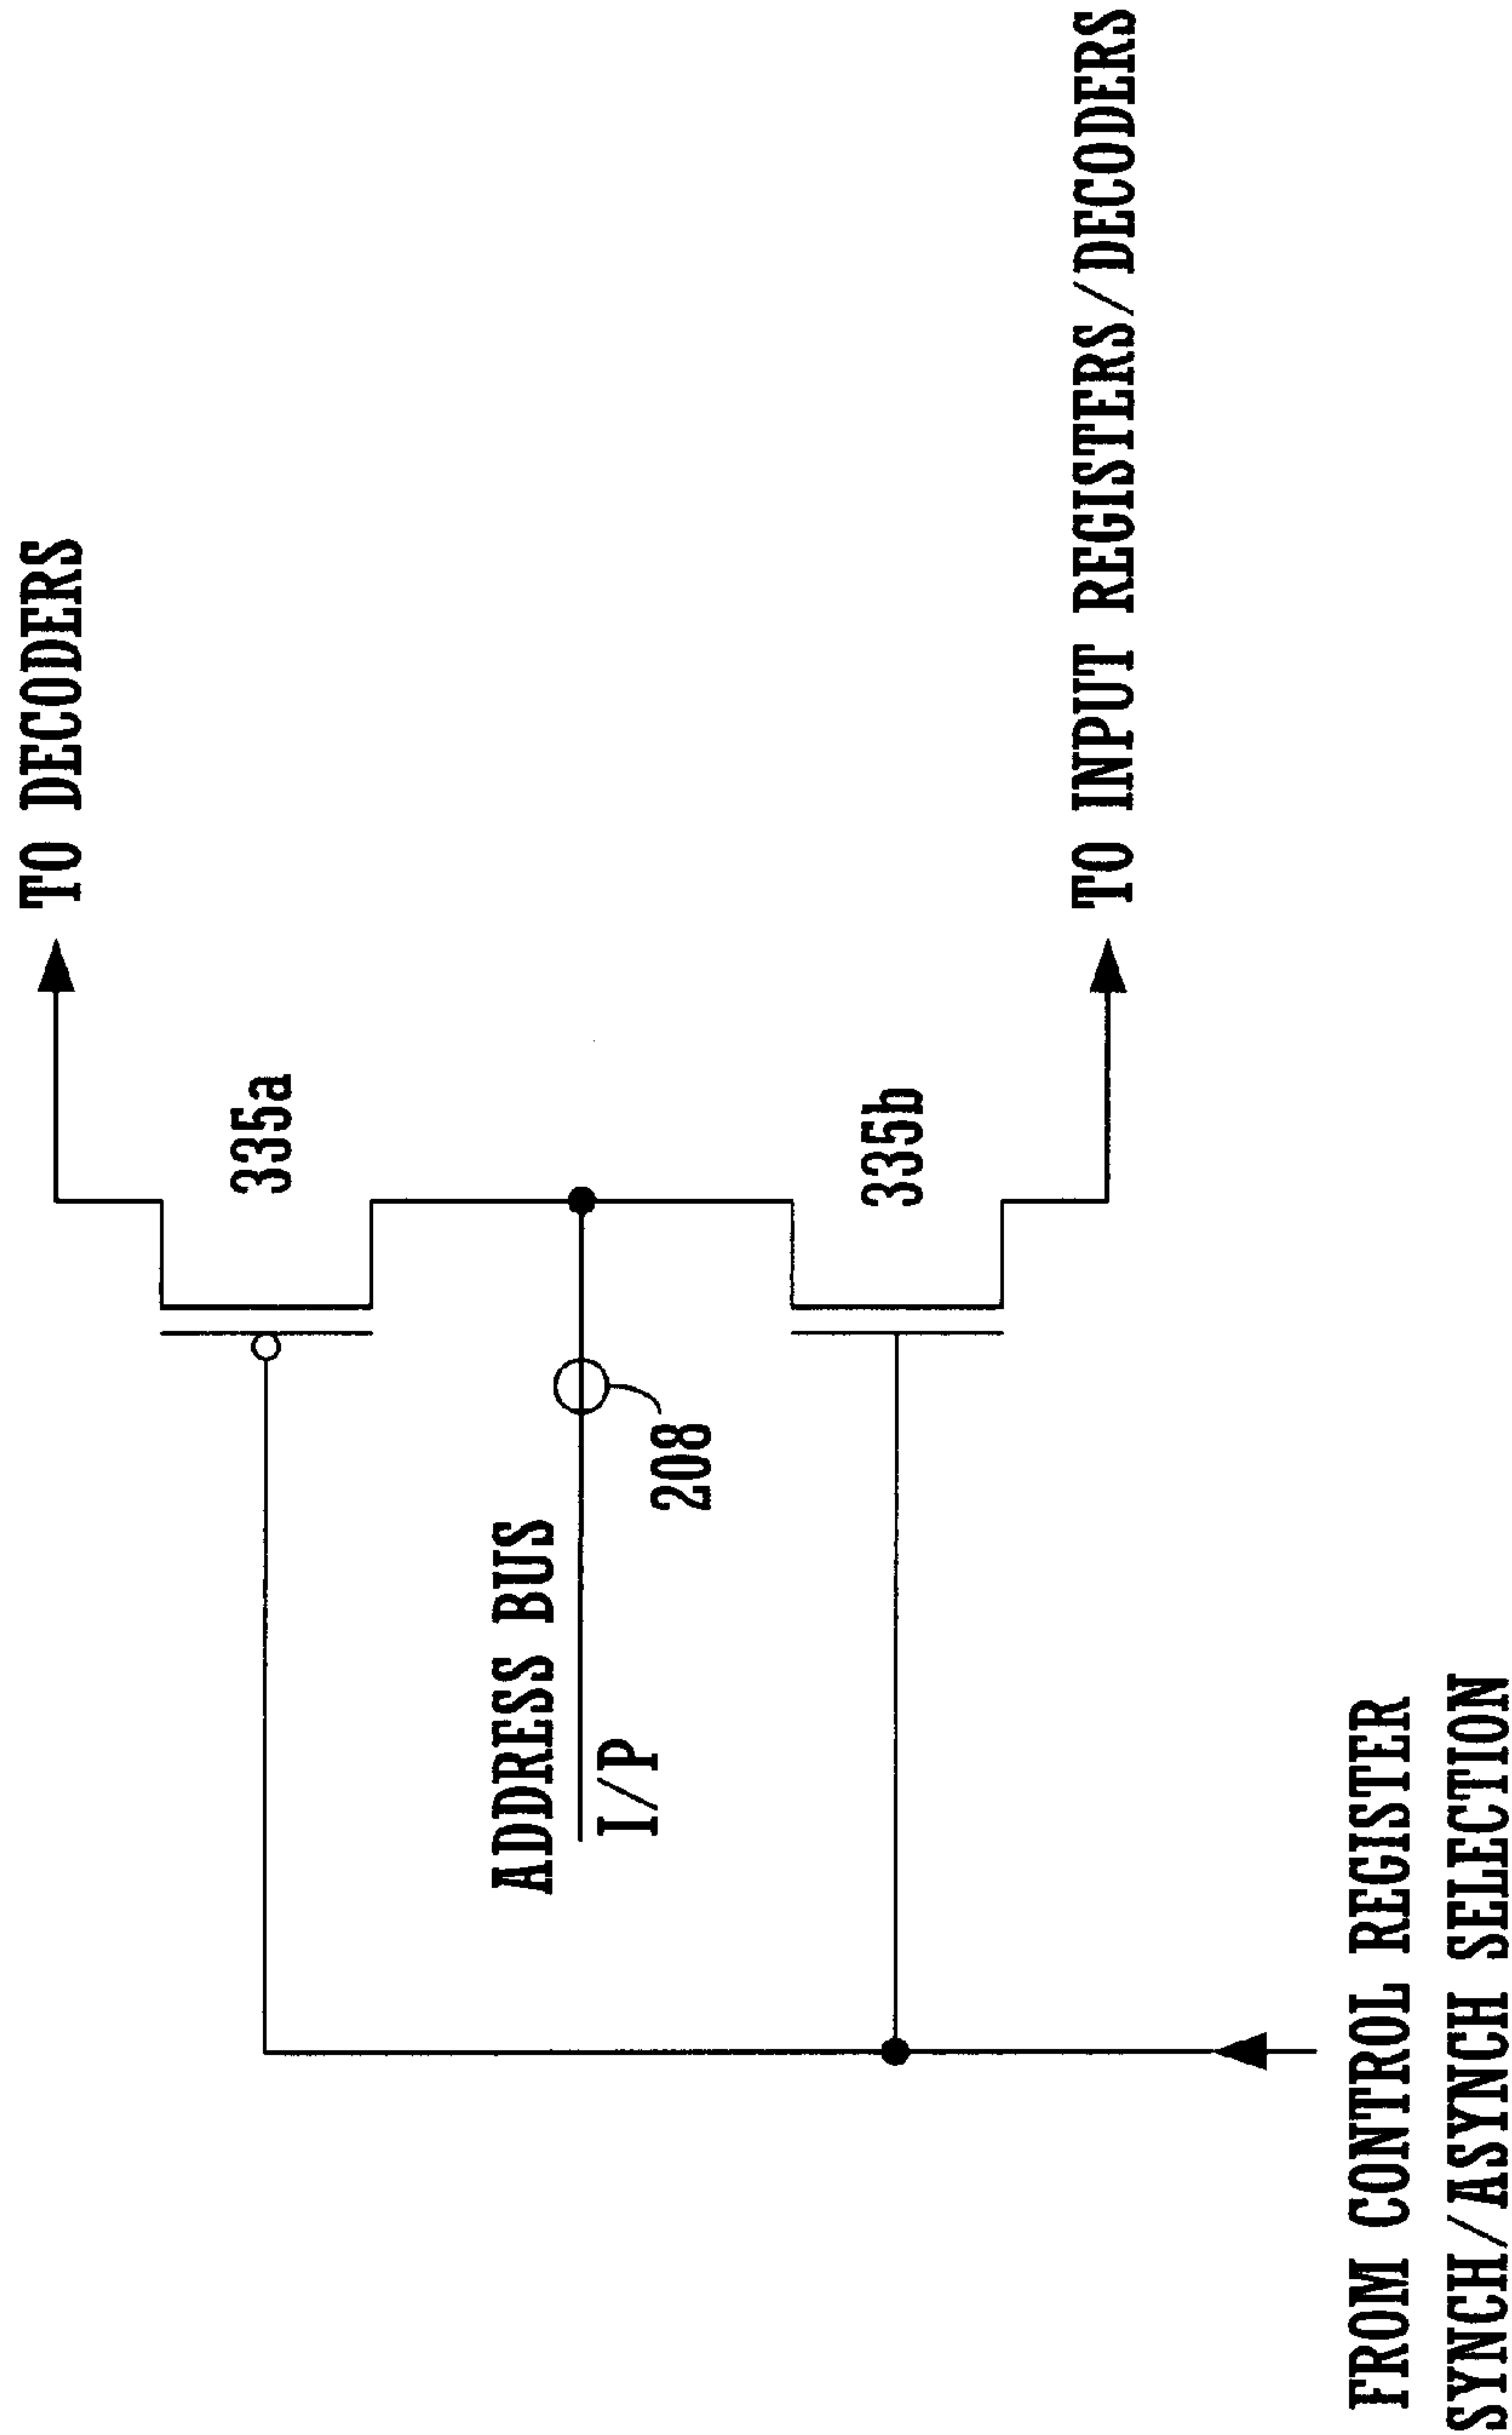 TO DECODERS
335a
ADDRESS BUS
I/P
208
335b
TO INPUT REGISTERS/DECODERS
FROM CONTROL REGISTER
SYNCH/ASYNCH SELECTION